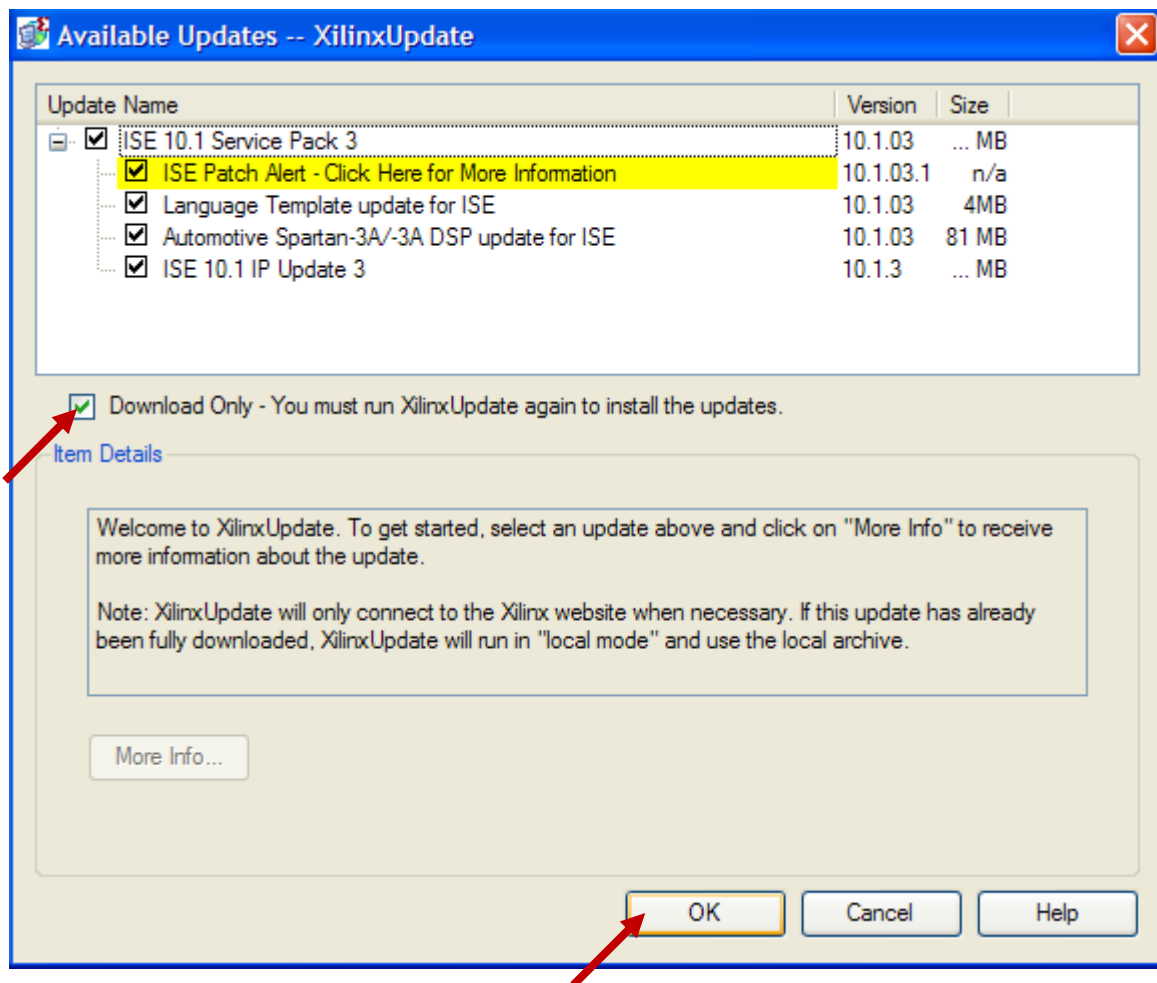 Available Updates -- XilinxUpdate
Update Name Version Size
ISE 10.1 Service Pack 3 10.1.03 ... MB
ISE Patch Alert - Click Here for More Information 10.1.03.1 n/a
Language Template update for ISE 10.1.03 4MB
Automotive Spartan-3A/-3A DSP update for ISE 10.1.03 81 MB
ISE 10.1 IP Update 3 10.1.3 ... MB
Download Only - You must run XilinxUpdate again to install the updates.
Item Details
Welcome to XilinxUpdate. To get started, select an update above and click on "More Info" to receive
more information about the update.
Note: XilinxUpdate will only connect to the Xilinx website when necessary. If this update has already
been fully downloaded, XilinxUpdate will run in "local mode" and use the local archive.
More Info...
OK Cancel Help